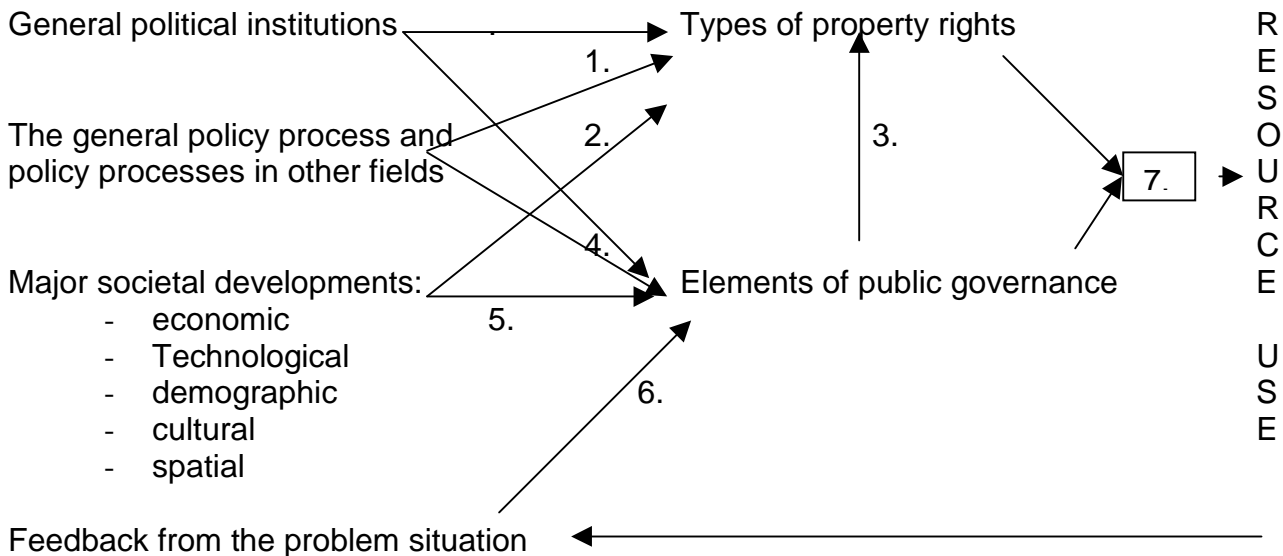 General political institutions
.
Types of property rights
1.
The general policy process and
policy processes in other fields
2.
3.
7.
4.
Major societal developments:
Elements of public governance
- economic
5.
- Technological
- demographic
6.
- cultural
- spatial
Feedback from the problem situation
R
E
S
O
U
R
C
E
U
S
E